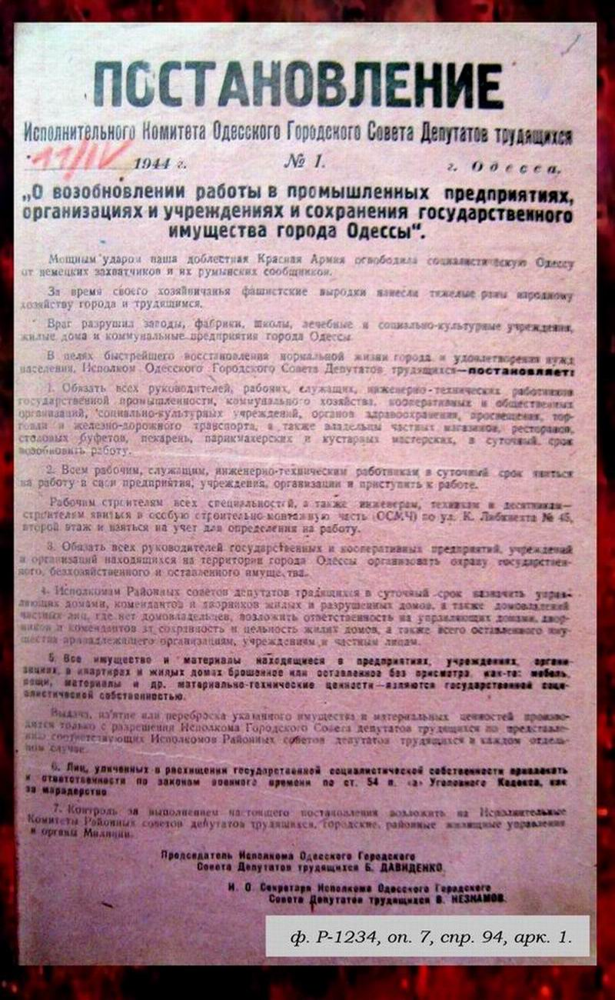 ПОСТАНОВЛЕНИЕ
Исполнительного Комитета Одесского Городского Совета Депутатов трудящихся
11/IV 1944 г. № 1. г. Одесса.
„О возобновлении работы в промышленных предприятиях,
организациях и учреждениях и сохранения государственного
имущества города Одессы“.
Мощным ударом наша доблестная Красная Армия освободила социалистическую Одессу
от немецких захватчиков и их румынских сообщников.
За время своего хозяйничанья фашистские выродки нанесли тяжелые раны народному
хозяйству города и трудящимся.
Враг разрушил заводы, фабрики, школы, лечебные и социально-культурные учреждения,
жилые дома и коммунальные предприятия города Одессы.
В целях быстрейшего восстановления нормальной жизни города и удовлетворения нужд
населения, Исполком Одесского Городского Совета Депутатов трудящихся—постановляет:
1. Обязать всех руководителей, рабочих, служащих, инженерно-технических работников
государственной промышленности, коммунального хозяйства, кооперативных и общественных
организаций, социально-культурных учреждений, органов здравоохранения, просвещения, тор-
говли и железно-дорожного транспорта, а также владельцы частных магазинов, ресторанов,
столовых буфетов, пекарень, парикмахерских и кустарных мастерских, в суточный срок
возобновить работу.
2. Всем рабочим, служащим, инженерно-техническим работникам в суточный срок явиться
на работу в свои предприятия, учреждения, организации и приступить к работе.
Рабочим строителям всех специальностей, а также инженерам, техникам и десятникам—
строителям явиться в особую строительно-монтажную часть (ОСМЧ) по ул. К. Либкнехта № 45,
второй этаж и взяться на учет для определения на работу.
3. Обязать всех руководителей государственных и кооперативных предприятий, учреждений
и организаций находящихся на территории города Одессы организовать охрану государствен-
ного, безхозяйственного и оставленного имущества.
4. Исполкомам Районных советов депутатов трудящихся в суточный срок назначить управ-
ляющих домами, комендантов и дворников жилых и разрушенных домов, а также домовладелей
частных лиц, где нет домовладельцев, возложить ответственность на управляющих домами, двор-
ников и комендантов за сохранность и цельность жилых домов, а также всего оставленного иму-
щества принадлежащего организациям, учреждениям и частным лицам.
5. Все имущество и материалы находящиеся в предприятиях, учреждениях, органи-
зациях, в квартирах и жилых домах брошенное или оставленное без присмотра как-то: мебель,
вещи, материалы и др. материально-технические ценности—являются государственной соци-
алистической собственностью.
Выдача, из'ятие или переброска указанного имущества и материальных ценностей произво-
дится только с разрешения Исполкома Городского Совета депутатов трудящихся по представле-
нию соответствующих Исполкомов Районных советов депутатов трудящихся в каждом отдель-
ном случае.
6. Лиц, уличенных в расхищении государственной социалистической собственности привлекать
к ответственности по законам военного времени по ст. 54 п. «а» Уголовного Кодекса, как
за мародерство
7. Контроль за выполнением настоящего постановления возложить на Исполнительные
Комитеты Районных советов депутатов трудящихся, городские, районные жилищные управления
и органы Милиции.
Председатель Исполкома Одесского Городского
Совета Депутатов трудящихся Б. ДАВИДЕНКО
И. О Секретаря Исполкома Одесского Городского
Совета Депутатов трудящихся В. НЕЗНАМОВ.
ф. Р-1234, оп. 7, спр. 94, арк. 1.